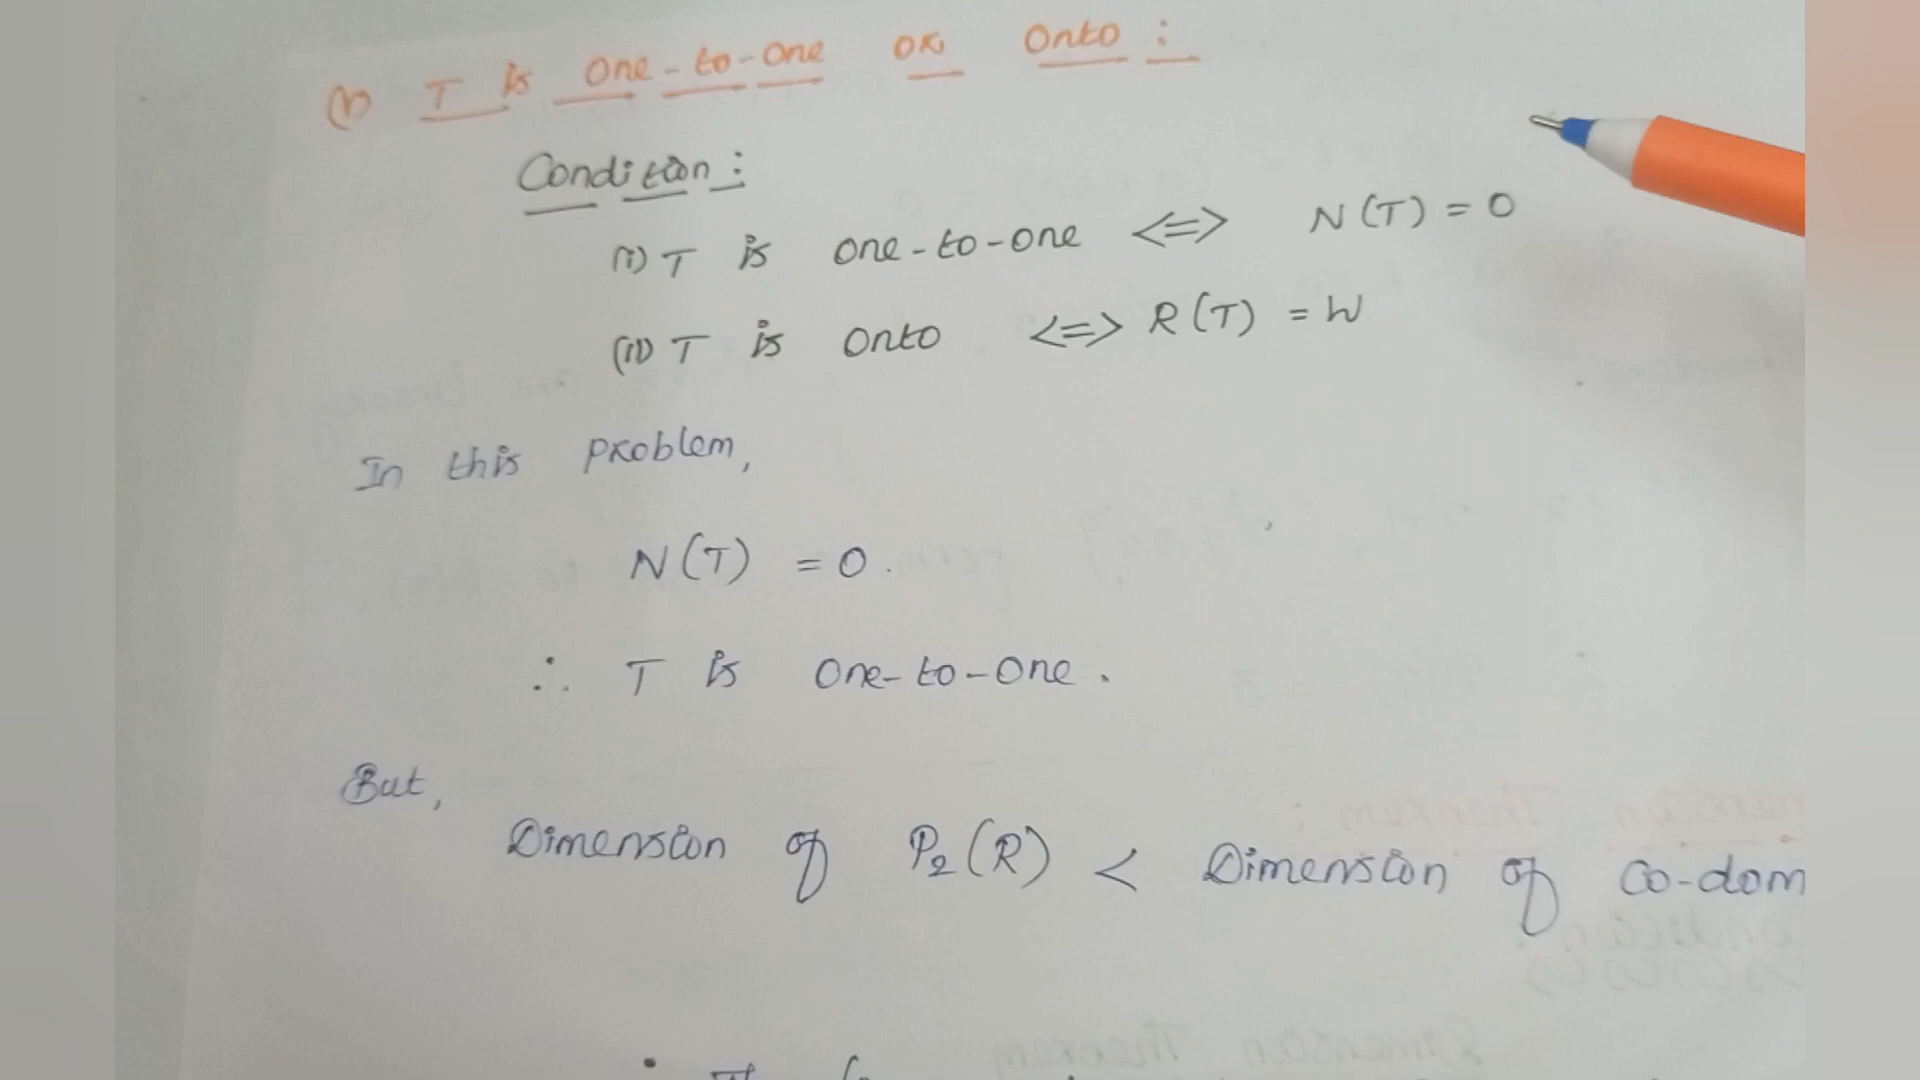 (v) T is one-to-one or onto :
Condition :
(i) T is one-to-one <=> N(T) = 0
(ii) T is onto <=> R(T) = W
In this problem,
N(T) = 0.
∴ T is one-to-one.
But,
Dimension of P₂(R) < Dimension of co-dom